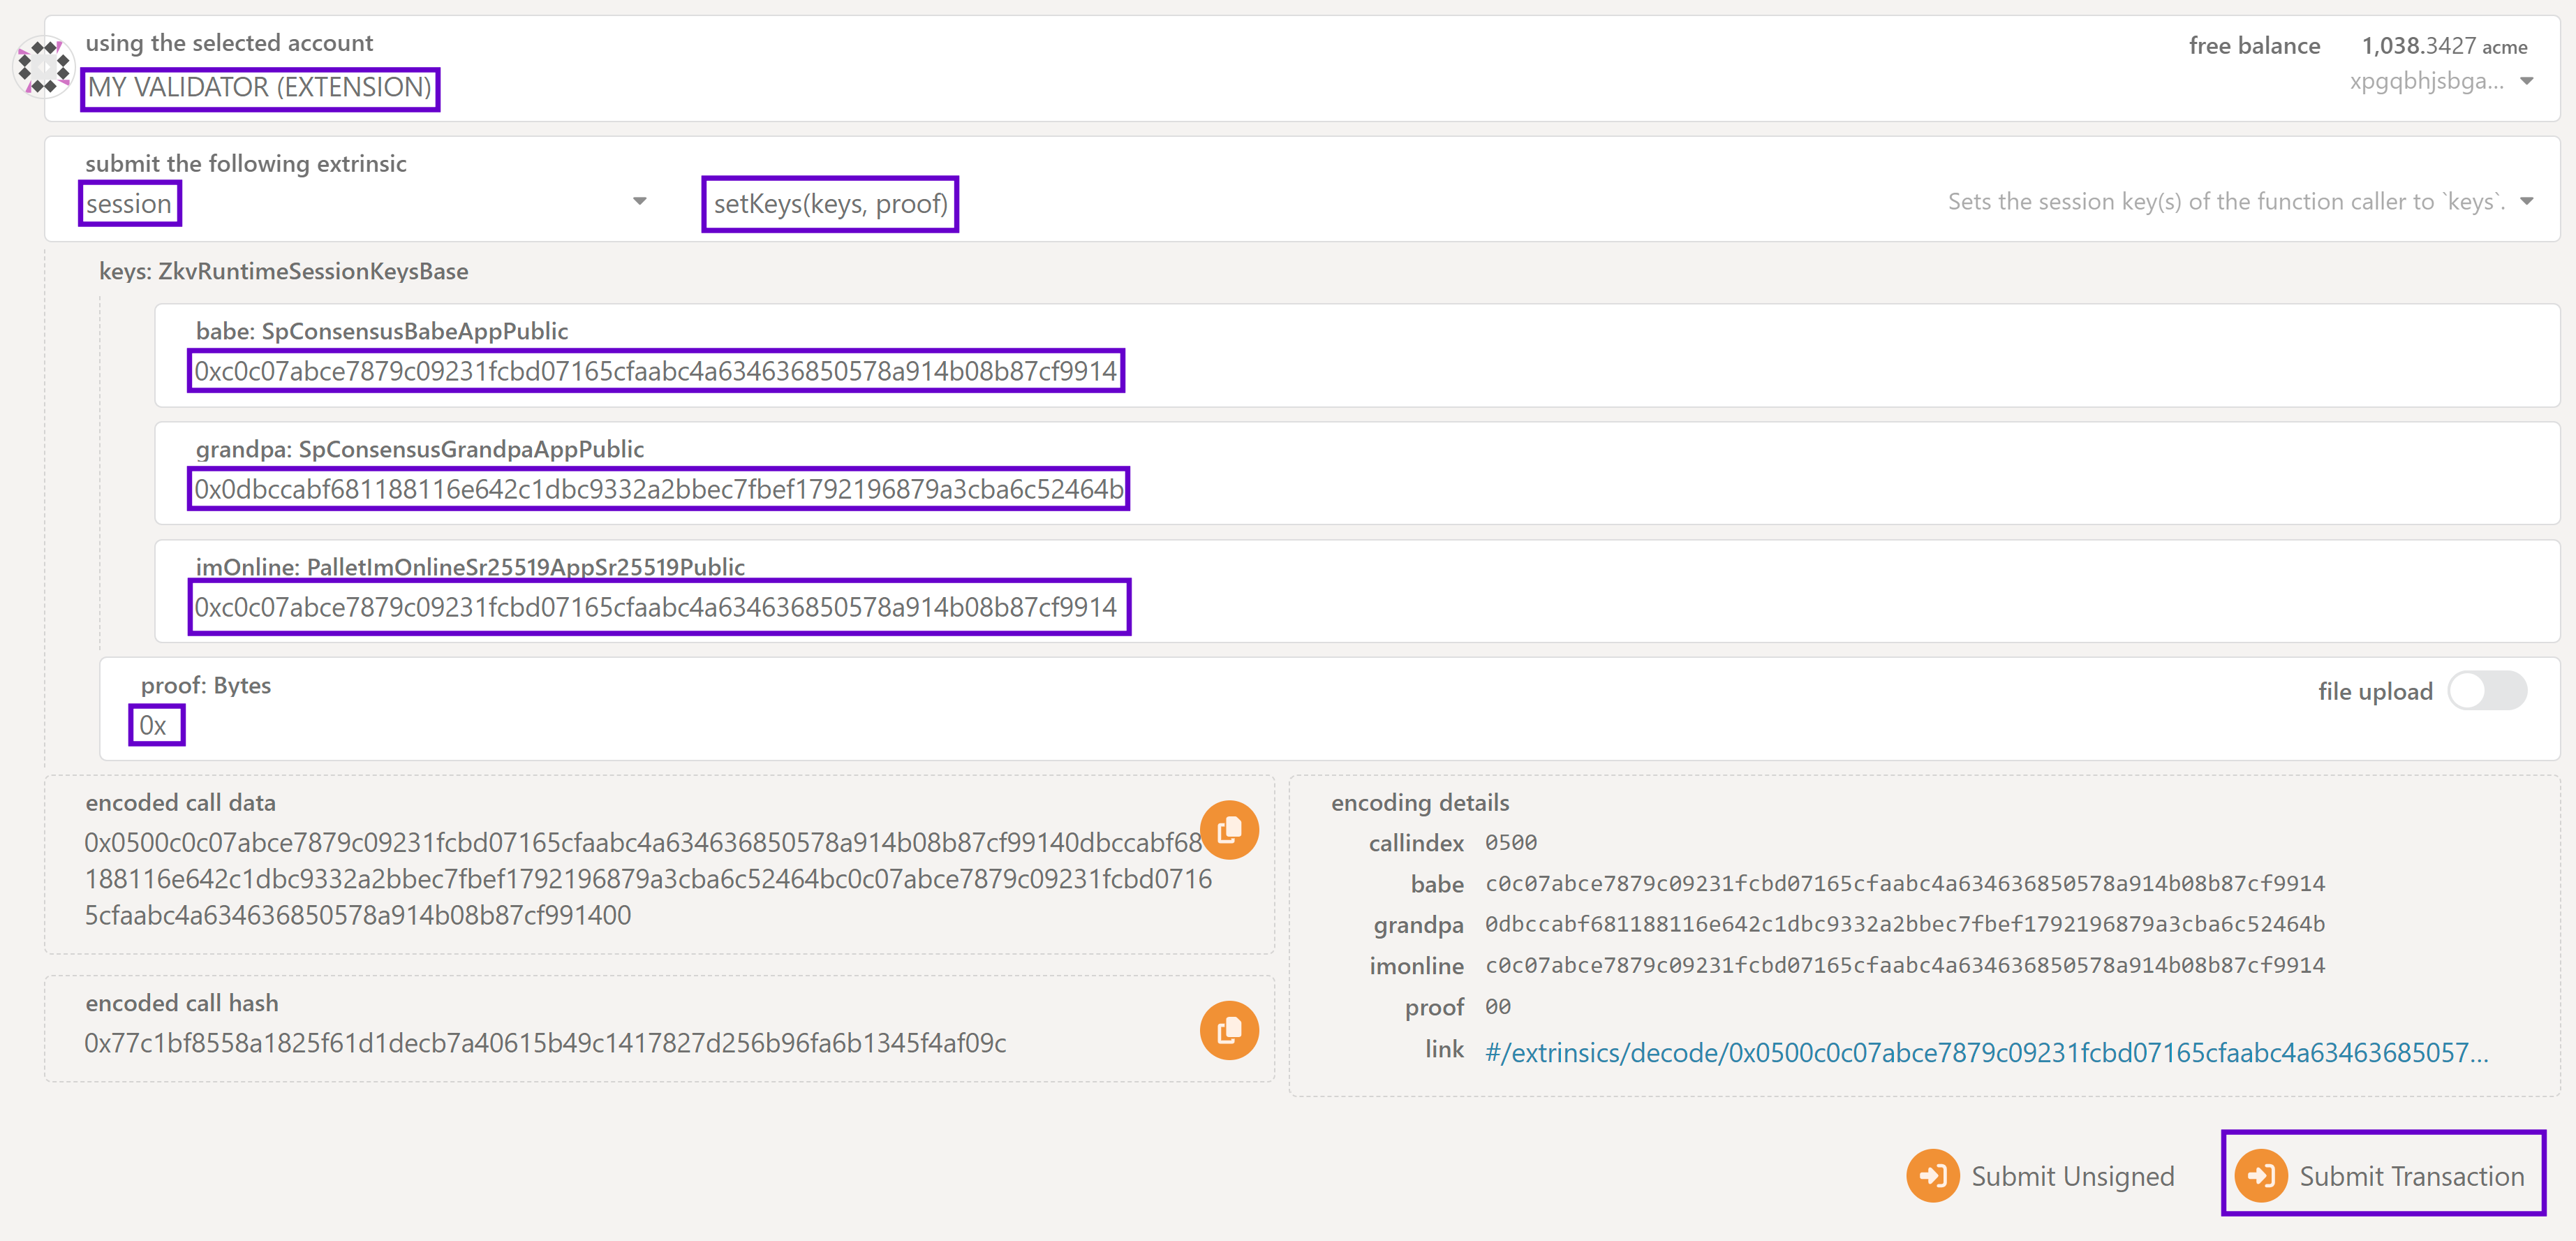 using the selected account
MY VALIDATOR (EXTENSION)
free balance 1,038.3427 acme
xpgqbhjsbga...
submit the following extrinsic
session
setKeys(keys, proof)
Sets the session key(s) of the function caller to `keys`.
keys: ZkvRuntimeSessionKeysBase
babe: SpConsensusBabeAppPublic
0xc0c07abce7879c09231fcbd07165cfaabc4a634636850578a914b08b87cf9914
grandpa: SpConsensusGrandpaAppPublic
0x0dbccabf681188116e642c1dbc9332a2bbec7fbef1792196879a3cba6c52464b
imOnline: PalletImOnlineSr25519AppSr25519Public
0xc0c07abce7879c09231fcbd07165cfaabc4a634636850578a914b08b87cf9914
proof: Bytes
0x
file upload
encoded call data
0x0500c0c07abce7879c09231fcbd07165cfaabc4a634636850578a914b08b87cf99140dbccabf68
188116e642c1dbc9332a2bbec7fbef1792196879a3cba6c52464bc0c07abce7879c09231fcbd0716
5cfaabc4a634636850578a914b08b87cf991400
encoded call hash
0x77c1bf8558a1825f61d1decb7a40615b49c1417827d256b96fa6b1345f4af09c
encoding details
callindex 0500
babe c0c07abce7879c09231fcbd07165cfaabc4a634636850578a914b08b87cf9914
grandpa 0dbccabf681188116e642c1dbc9332a2bbec7fbef1792196879a3cba6c52464b
imonline c0c07abce7879c09231fcbd07165cfaabc4a634636850578a914b08b87cf9914
proof 00
link #/extrinsics/decode/0x0500c0c07abce7879c09231fcbd07165cfaabc4a63463685057...
Submit Unsigned
Submit Transaction